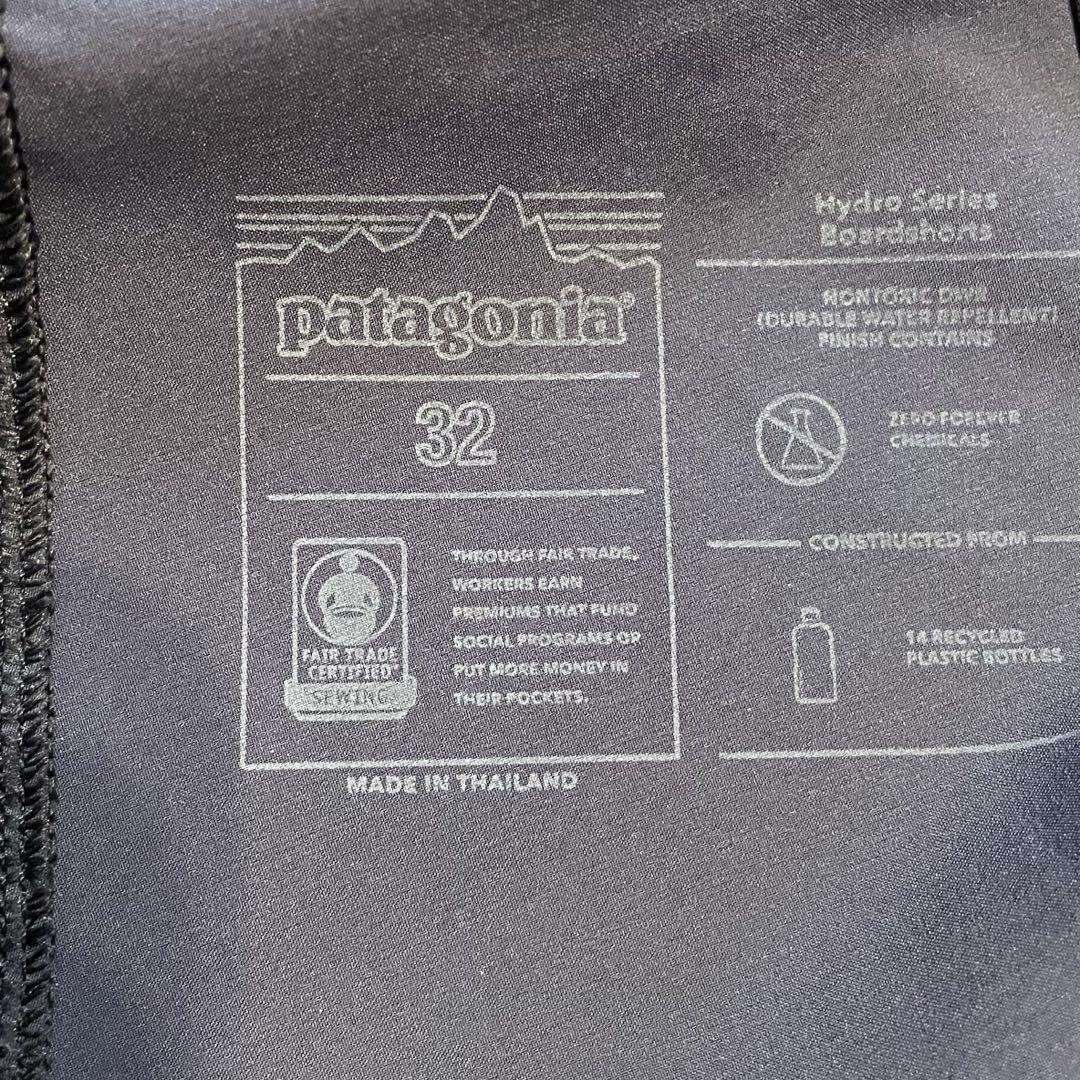 patagonia®
32
FAIR TRADE
CERTIFIED™
SEWING
THROUGH FAIR TRADE,
WORKERS EARN
PREMIUMS THAT FUND
SOCIAL PROGRAMS OR
PUT MORE MONEY IN
THEIR POCKETS.
MADE IN THAILAND
Hydro Series
Boardshorts
NONTOXIC DWR
(DURABLE WATER REPELLENT)
FINISH CONTAINS
ZERO FOREVER
CHEMICALS
CONSTRUCTED FROM
14 RECYCLED
PLASTIC BOTTLES